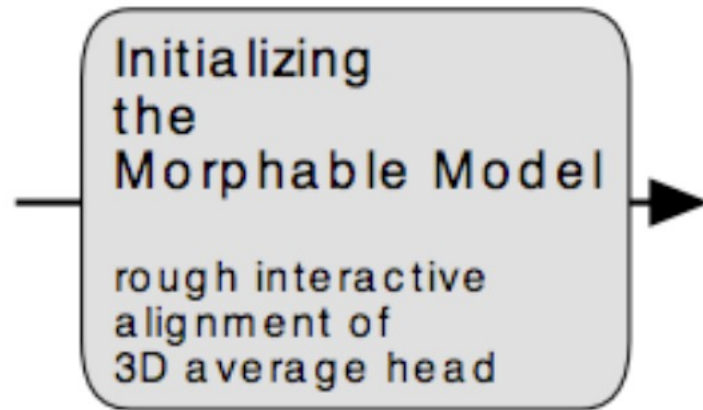 Initializing
the
Morphable Model
rough interactive
alignment of
3D average head